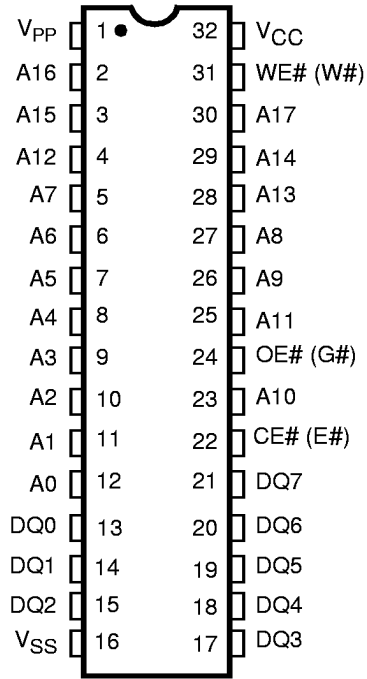 VPP 1 32 VCC
A16 2 31 WE# (W#)
A15 3 30 A17
A12 4 29 A14
A7 5 28 A13
A6 6 27 A8
A5 7 26 A9
A4 8 25 A11
A3 9 24 OE# (G#)
A2 10 23 A10
A1 11 22 CE# (E#)
A0 12 21 DQ7
DQ0 13 20 DQ6
DQ1 14 19 DQ5
DQ2 15 18 DQ4
VSS 16 17 DQ3